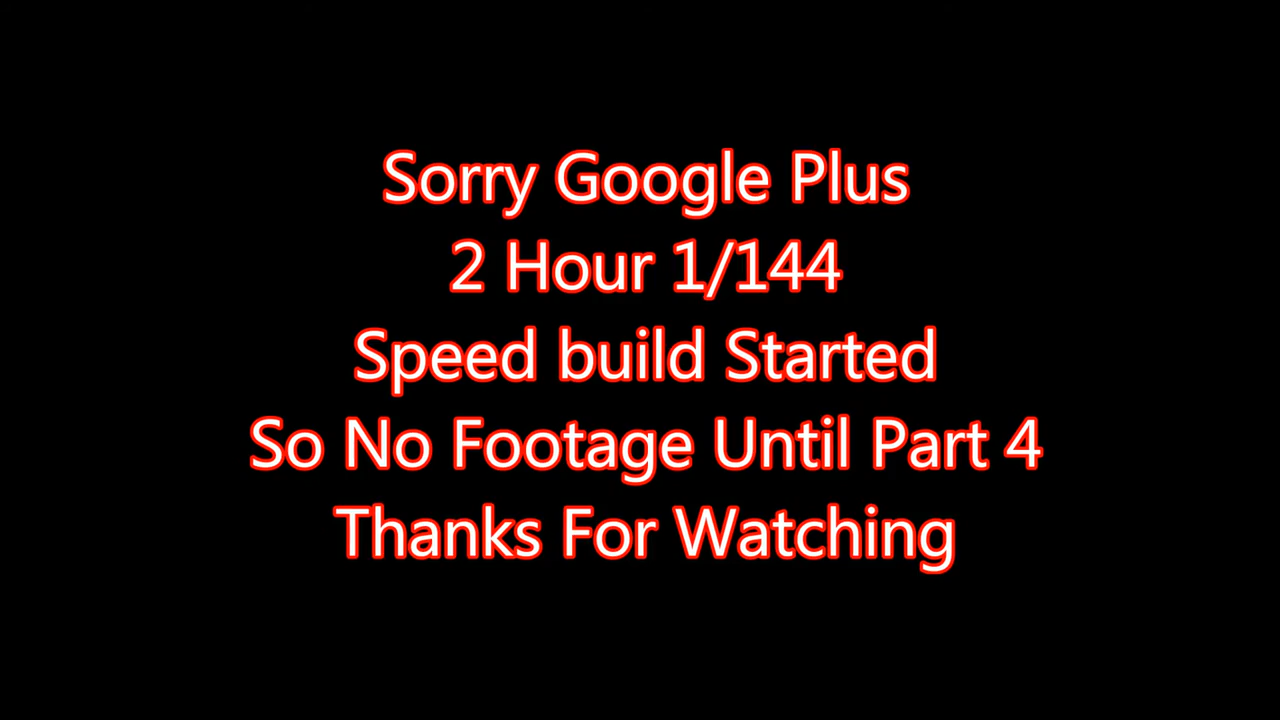 Sorry Google Plus
2 Hour 1/144
Speed build Started
So No Footage Until Part 4
Thanks For Watching